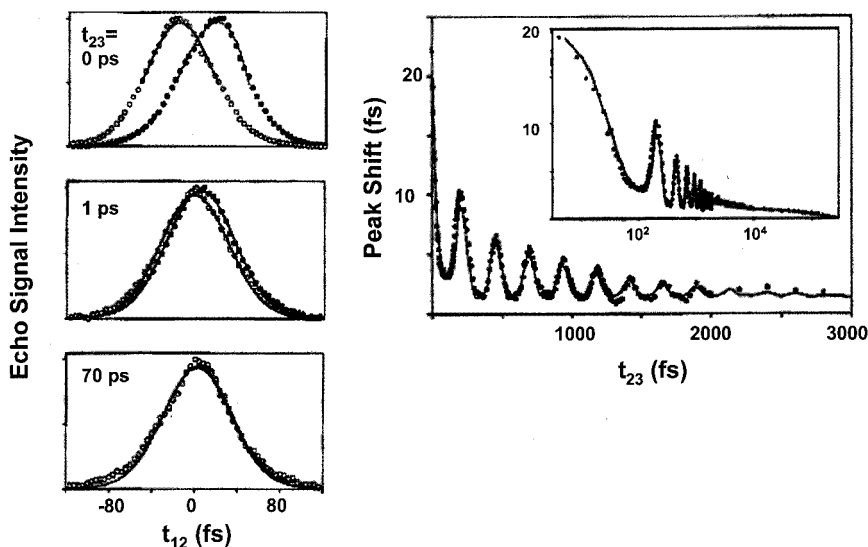 Echo Signal Intensity
t23=
0 ps
1 ps
70 ps
-80 0 80
t12 (fs)
Peak Shift (fs)
20
10
1000 2000 3000
t23 (fs)
20
10
10² 10⁴